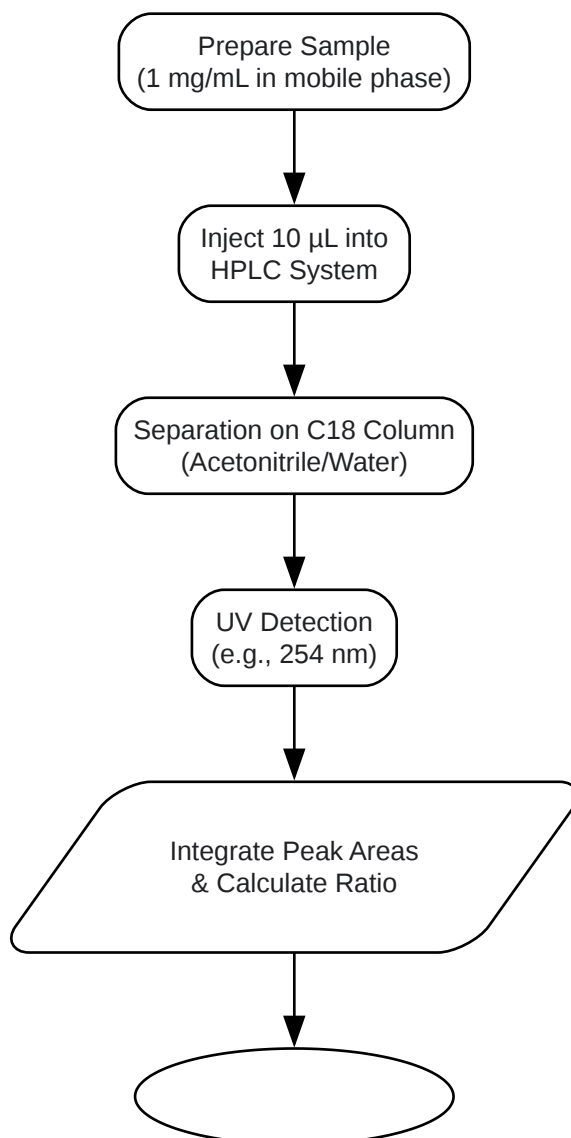 Prepare Sample
(1 mg/mL in mobile phase)
Inject 10 µL into
HPLC System
Separation on C18 Column
(Acetonitrile/Water)
UV Detection
(e.g., 254 nm)
Integrate Peak Areas
& Calculate Ratio